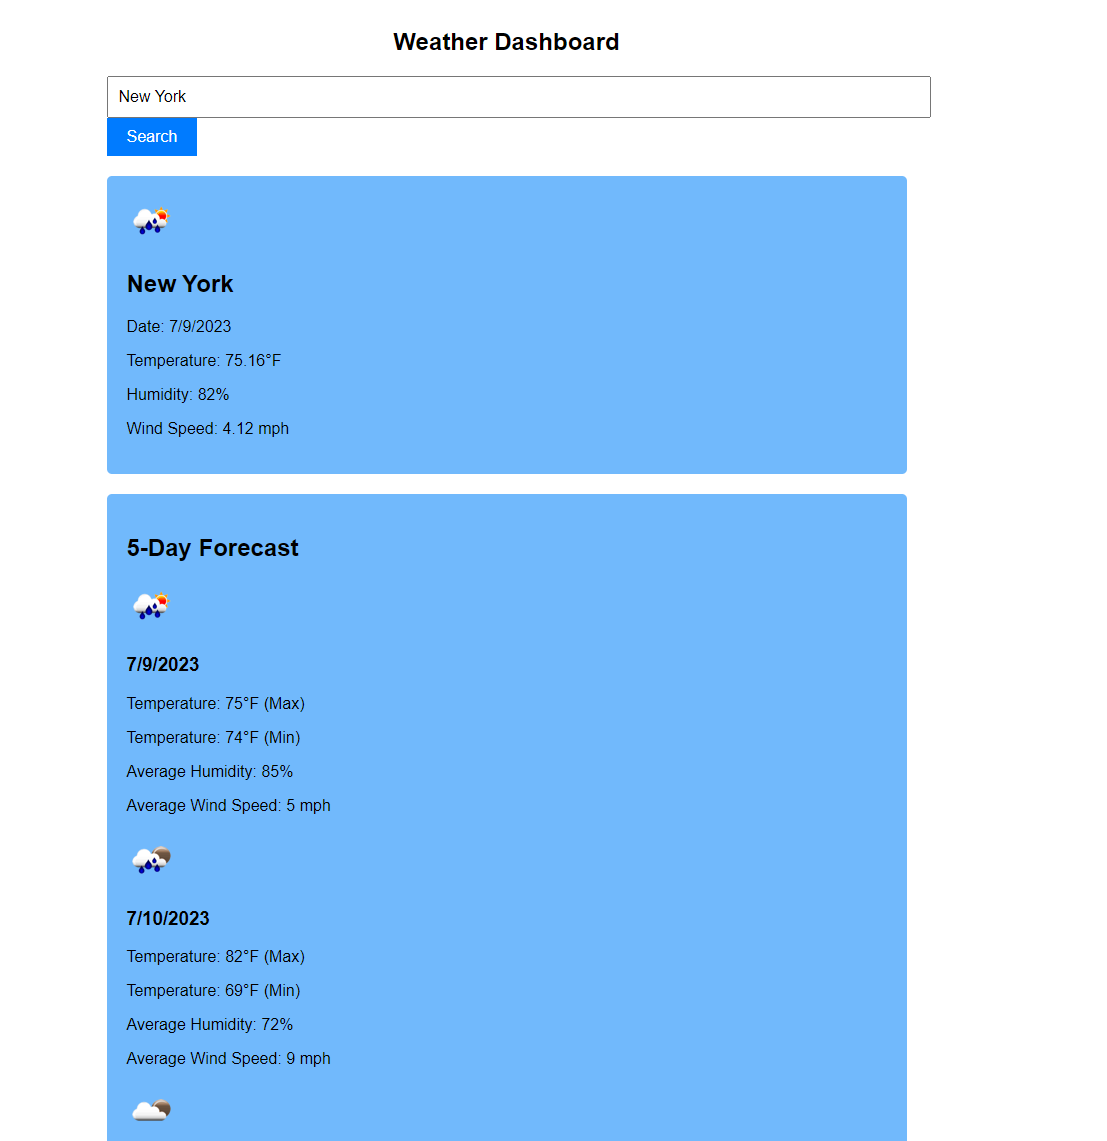 Weather Dashboard
New York
Search
New York
Date: 7/9/2023
Temperature: 75.16°F
Humidity: 82%
Wind Speed: 4.12 mph
5-Day Forecast
7/9/2023
Temperature: 75°F (Max)
Temperature: 74°F (Min)
Average Humidity: 85%
Average Wind Speed: 5 mph
7/10/2023
Temperature: 82°F (Max)
Temperature: 69°F (Min)
Average Humidity: 72%
Average Wind Speed: 9 mph